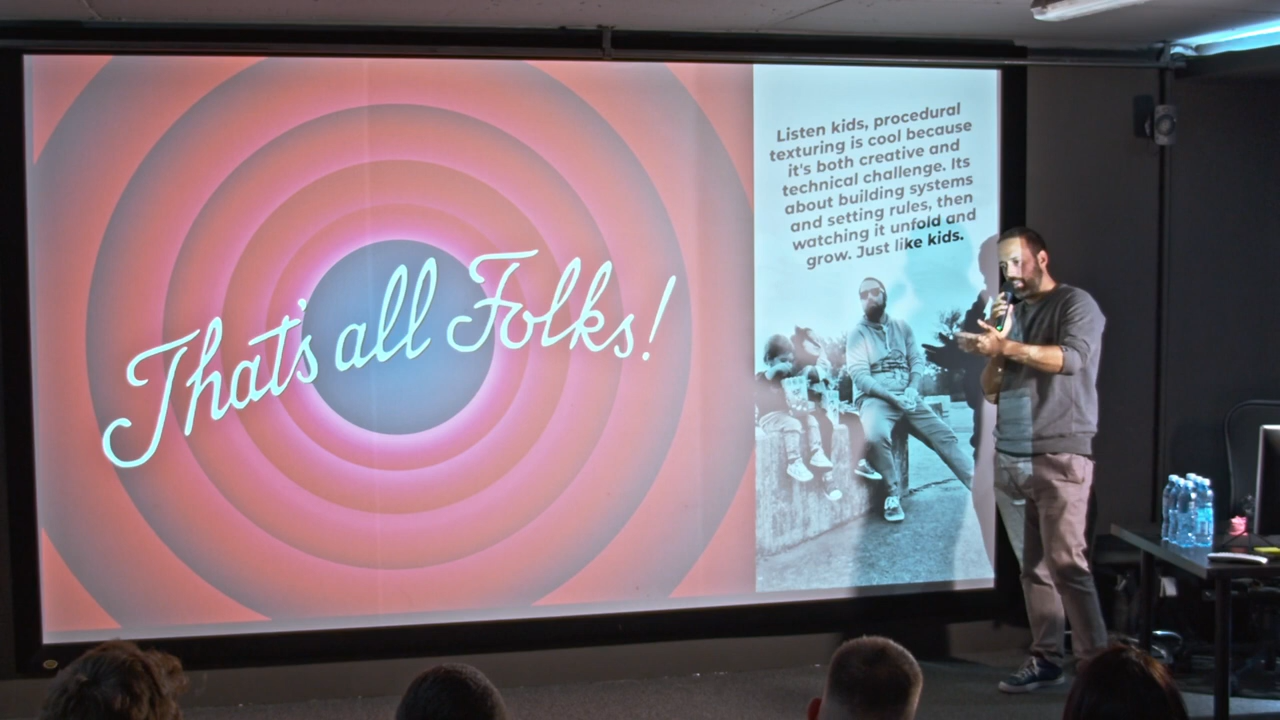 That's all Folks!
Listen kids, procedural
texturing is cool because
it's both creative and
technical challenge. Its
about building systems
and setting rules, then
watching it unfold and
grow. Just like kids.